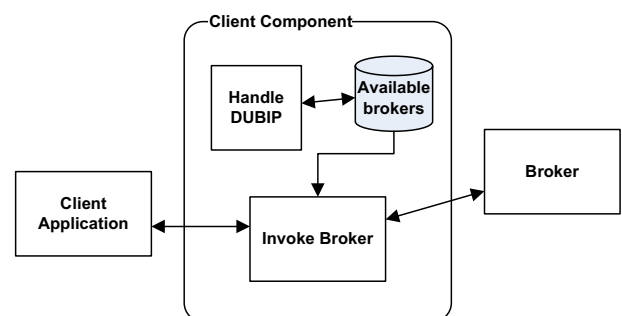 Client Component
Handle
DUBIP
Available
brokers
Client
Application
Invoke Broker
Broker